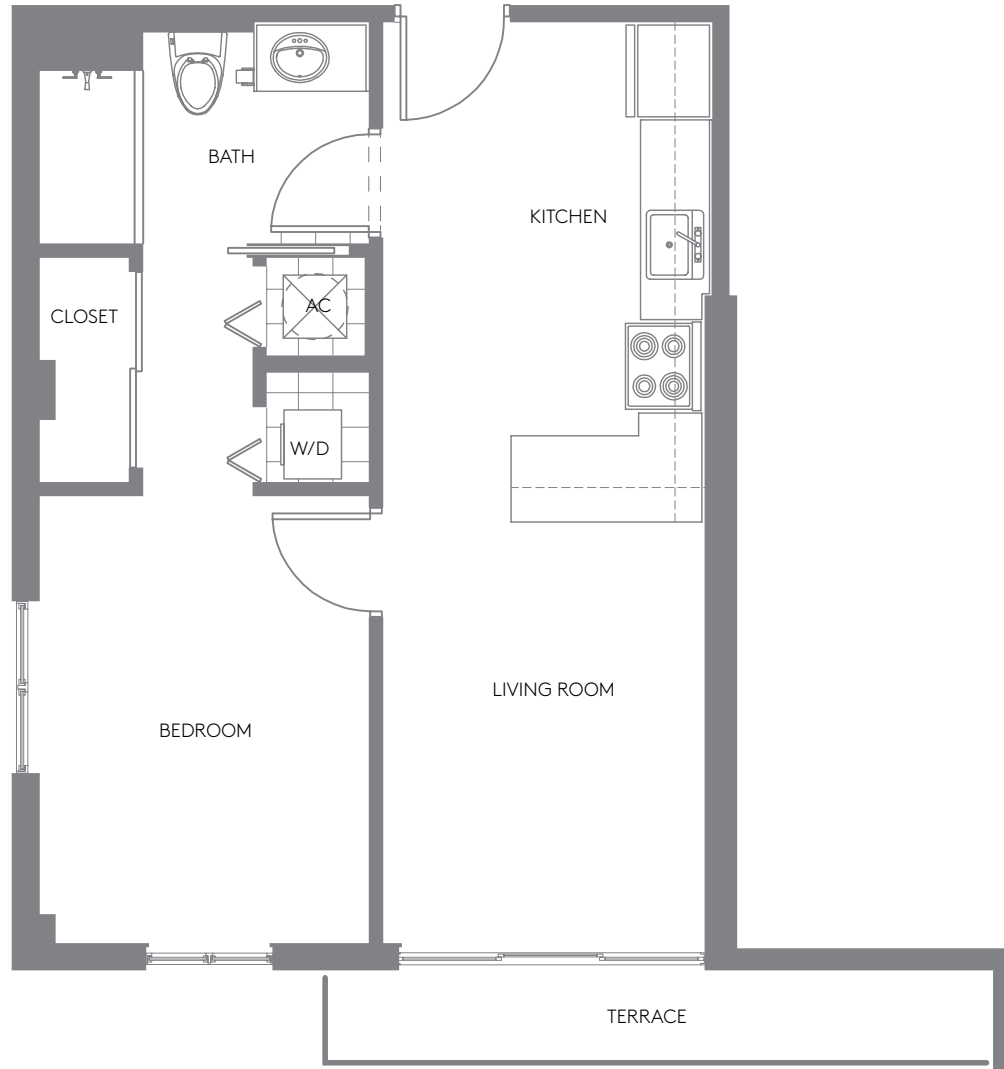 BATH
KITCHEN
AC
CLOSET
W/D
LIVING ROOM
BEDROOM
TERRACE